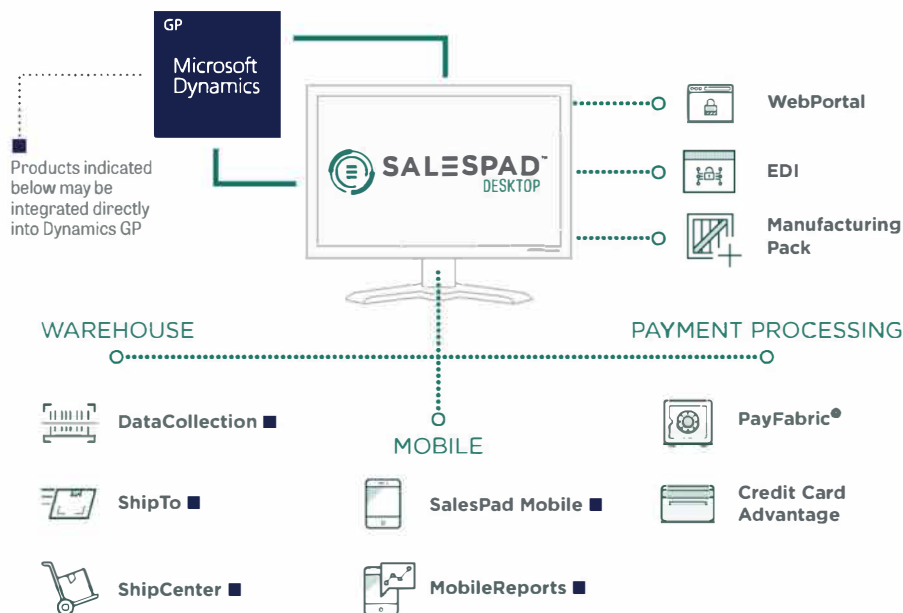 GP
Microsoft
Dynamics
Products indicated
below may be
integrated directly
into Dynamics GP
SALESPAD™
DESKTOP
WebPortal
EDI
Manufacturing
Pack
WAREHOUSE
PAYMENT PROCESSING
DataCollection
ShipTo
ShipCenter
MOBILE
SalesPad Mobile
MobileReports
PayFabric®
Credit Card
Advantage